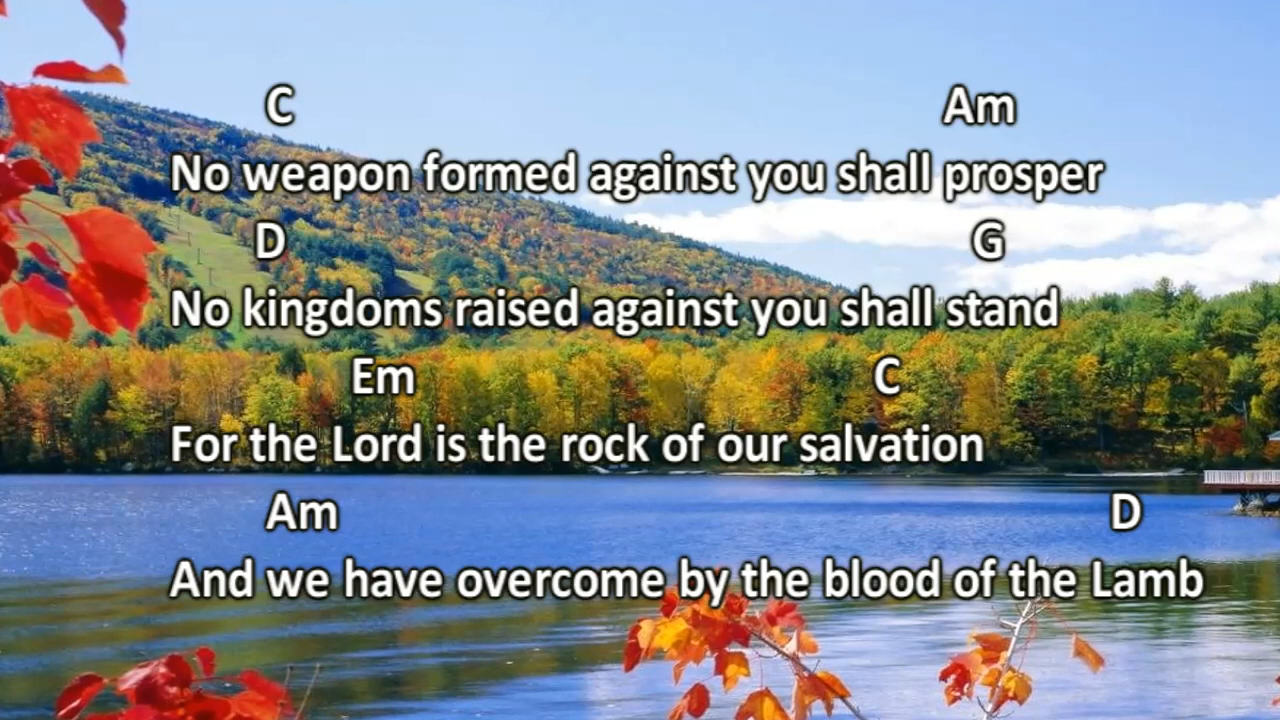 C Am
No weapon formed against you shall prosper
D G
No kingdoms raised against you shall stand
Em C
For the Lord is the rock of our salvation
Am D
And we have overcome by the blood of the Lamb